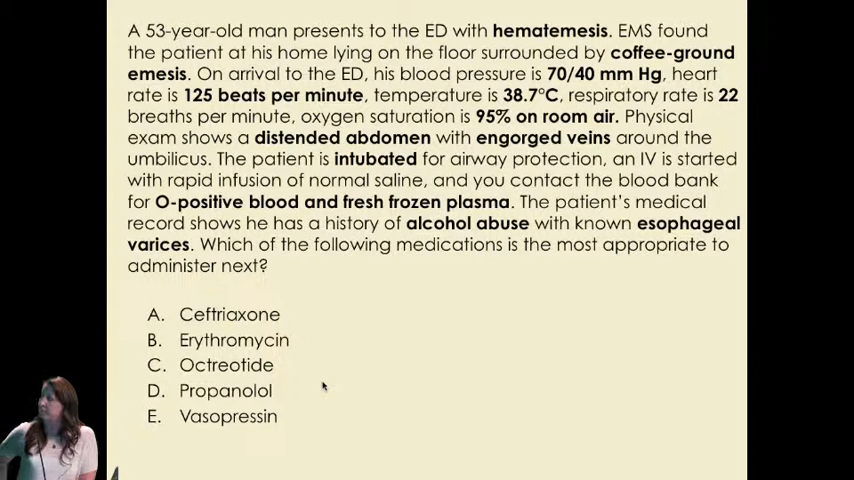 A 53-year-old man presents to the ED with hematemesis. EMS found
the patient at his home lying on the floor surrounded by coffee-ground
emesis. On arrival to the ED, his blood pressure is 70/40 mm Hg, heart
rate is 125 beats per minute, temperature is 38.7°C, respiratory rate is 22
breaths per minute, oxygen saturation is 95% on room air. Physical
exam shows a distended abdomen with engorged veins around the
umbilicus. The patient is intubated for airway protection, an IV is started
with rapid infusion of normal saline, and you contact the blood bank
for O-positive blood and fresh frozen plasma. The patient's medical
record shows he has a history of alcohol abuse with known esophageal
varices. Which of the following medications is the most appropriate to
administer next?
A. Ceftriaxone
B. Erythromycin
C. Octreotide
D. Propanolol
E. Vasopressin